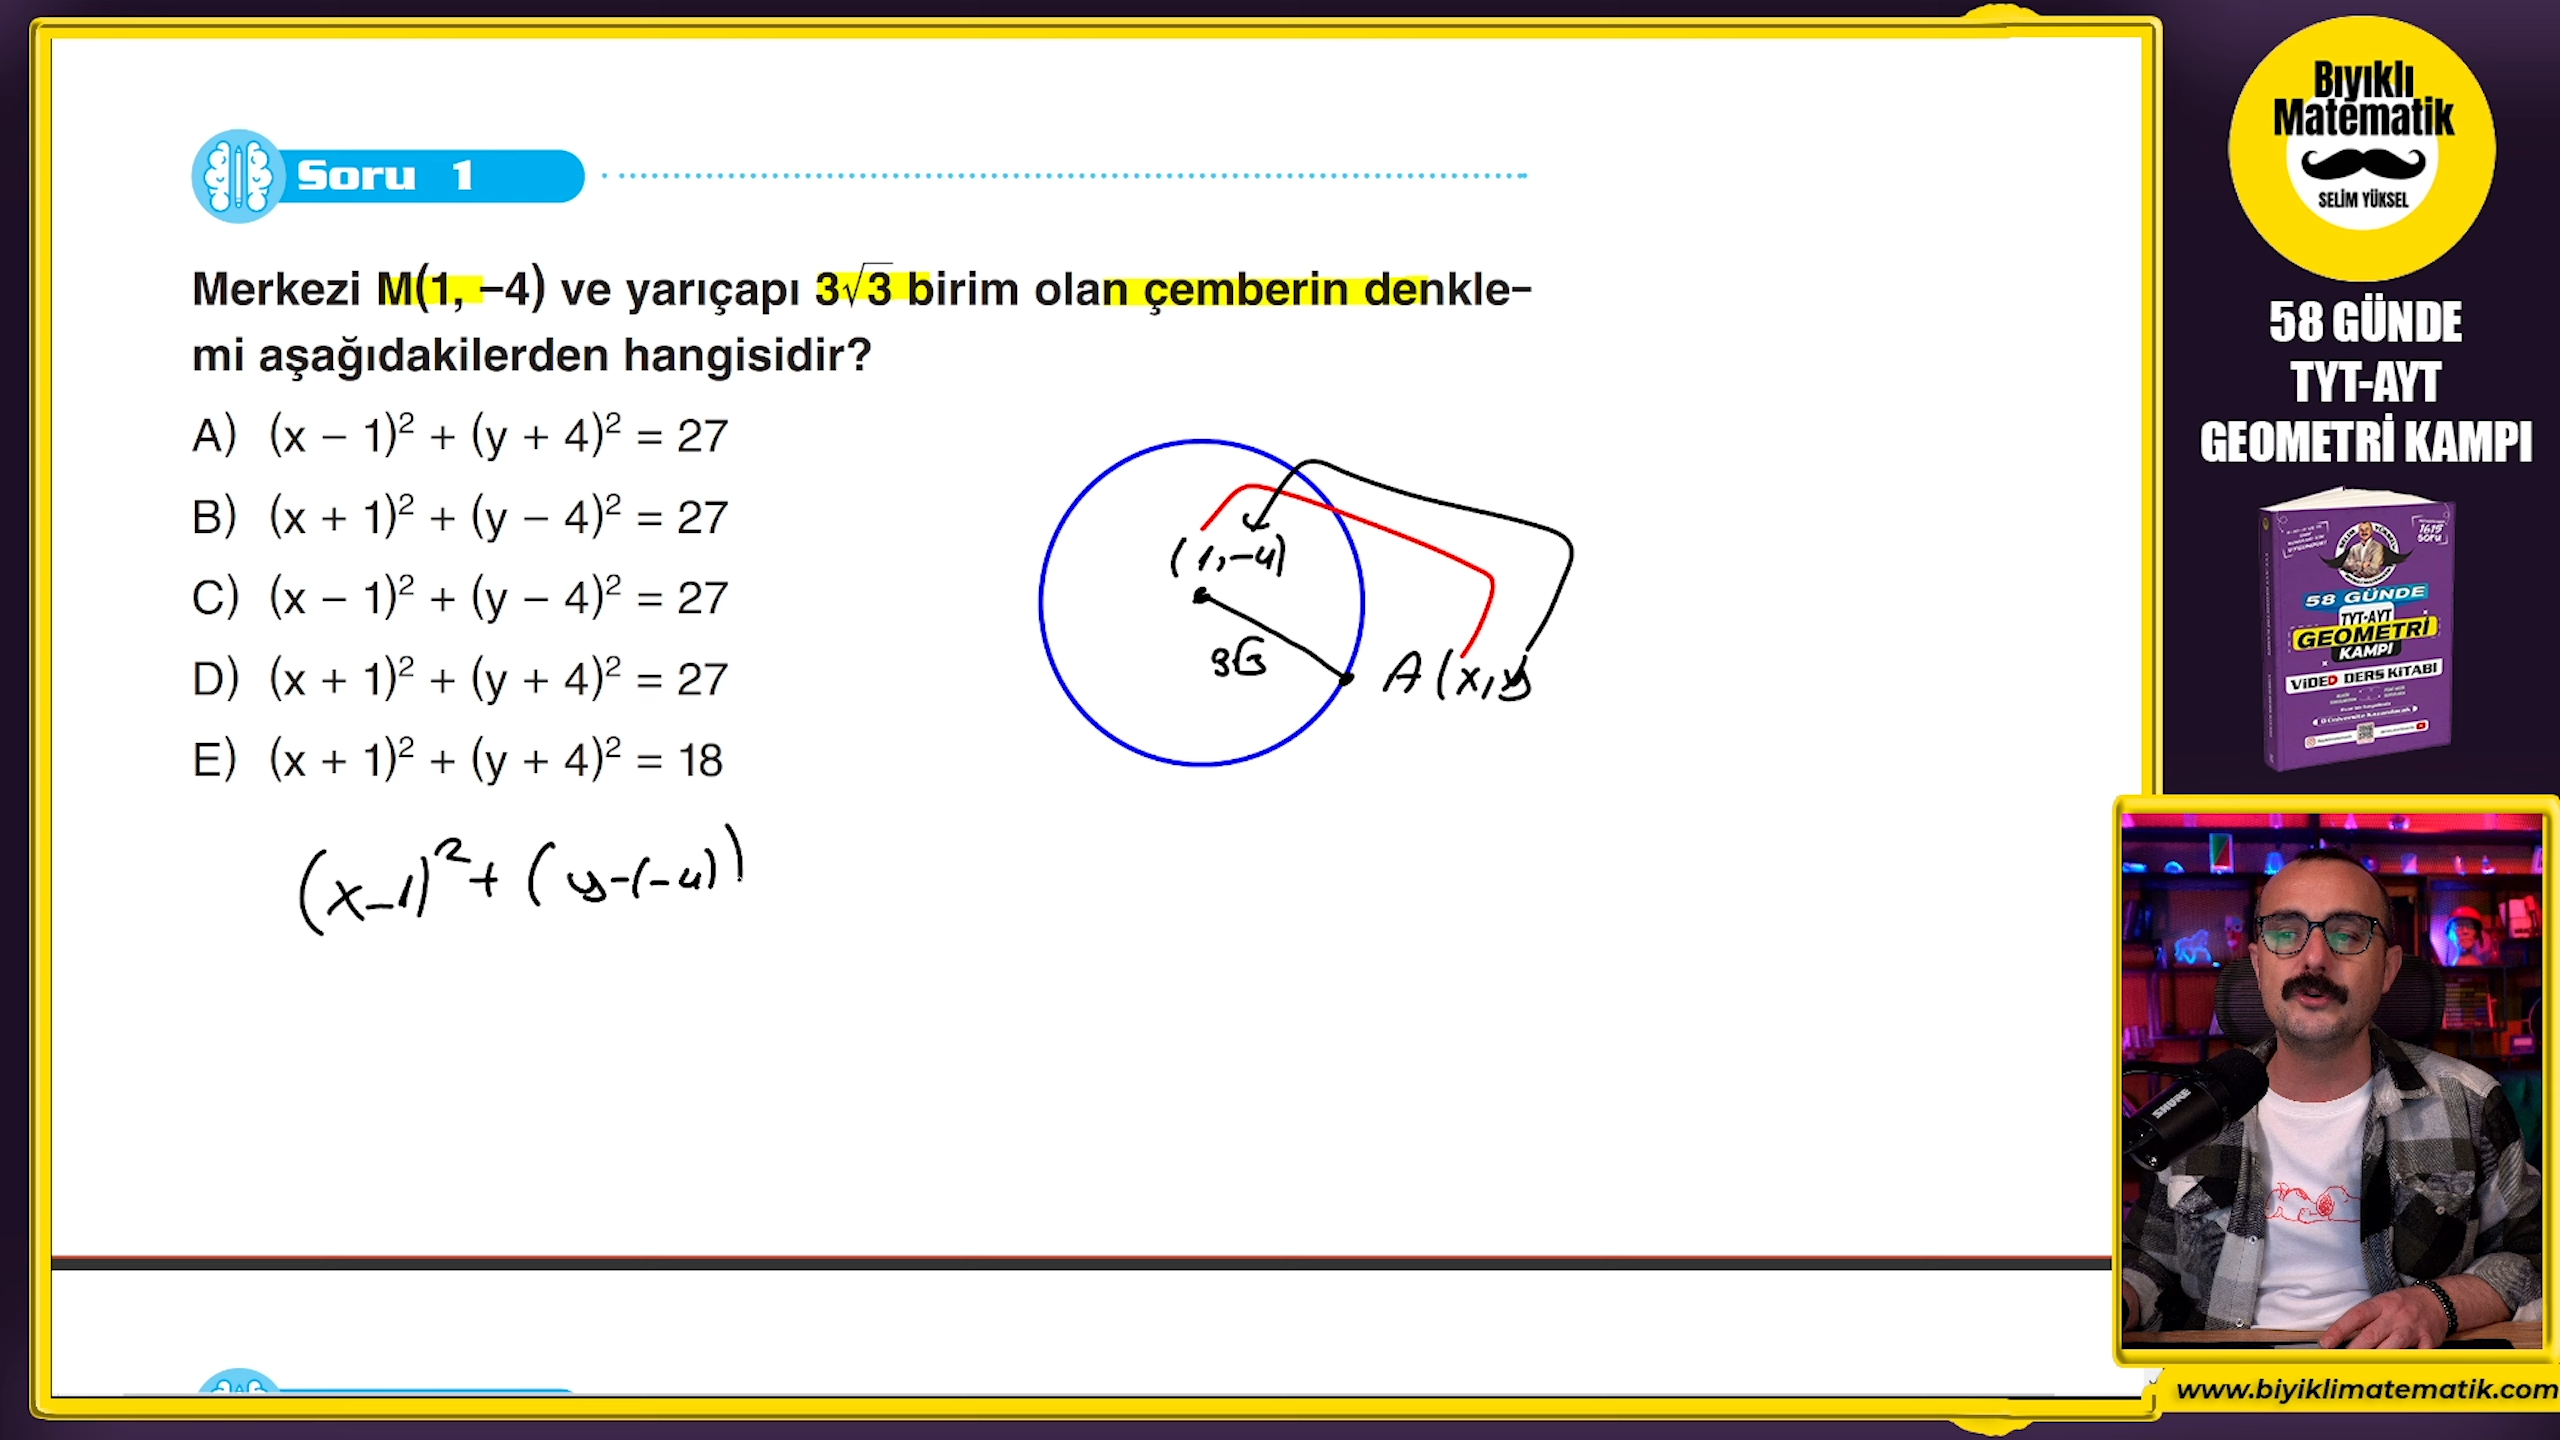 Soru 1
Merkezi M(1, −4) ve yarıçapı 3√3 birim olan çemberin denkle–
mi aşağıdakilerden hangisidir?
A) (x − 1)² + (y + 4)² = 27
B) (x + 1)² + (y − 4)² = 27
C) (x − 1)² + (y − 4)² = 27
D) (x + 1)² + (y + 4)² = 27
E) (x + 1)² + (y + 4)² = 18
(x−1)² + (y−(−4))
(1,−4)
3√3
A(x,y
Bıyıklı
Matematik
SELİM YÜKSEL
58 GÜNDE
TYT-AYT
GEOMETRİ KAMPI
1615
SORU
58 GÜNDE
TYT-AYT
GEOMETRİ
KAMPI
VİDEO DERS KİTABI
SHURE
www.biyiklimatematik.com